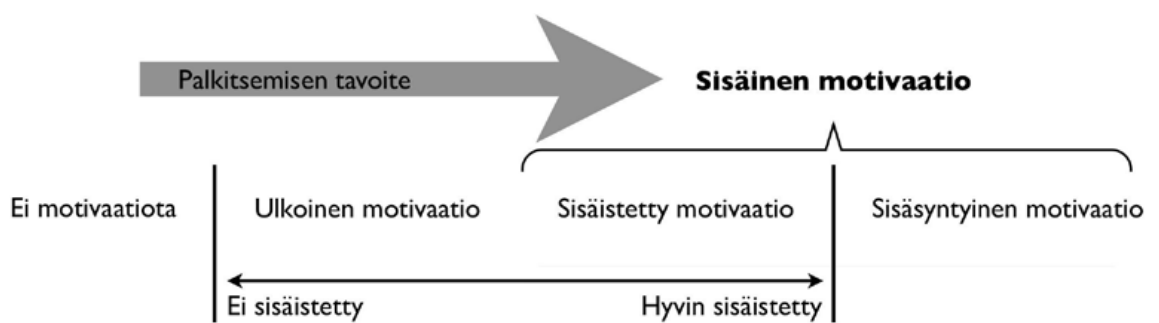 Palkitsemisen tavoite
Sisäinen motivaatio
Ei motivaatiota
Ulkoinen motivaatio
Sisäistetty motivaatio
Sisäsyntyinen motivaatio
Ei sisäistetty
Hyvin sisäistetty